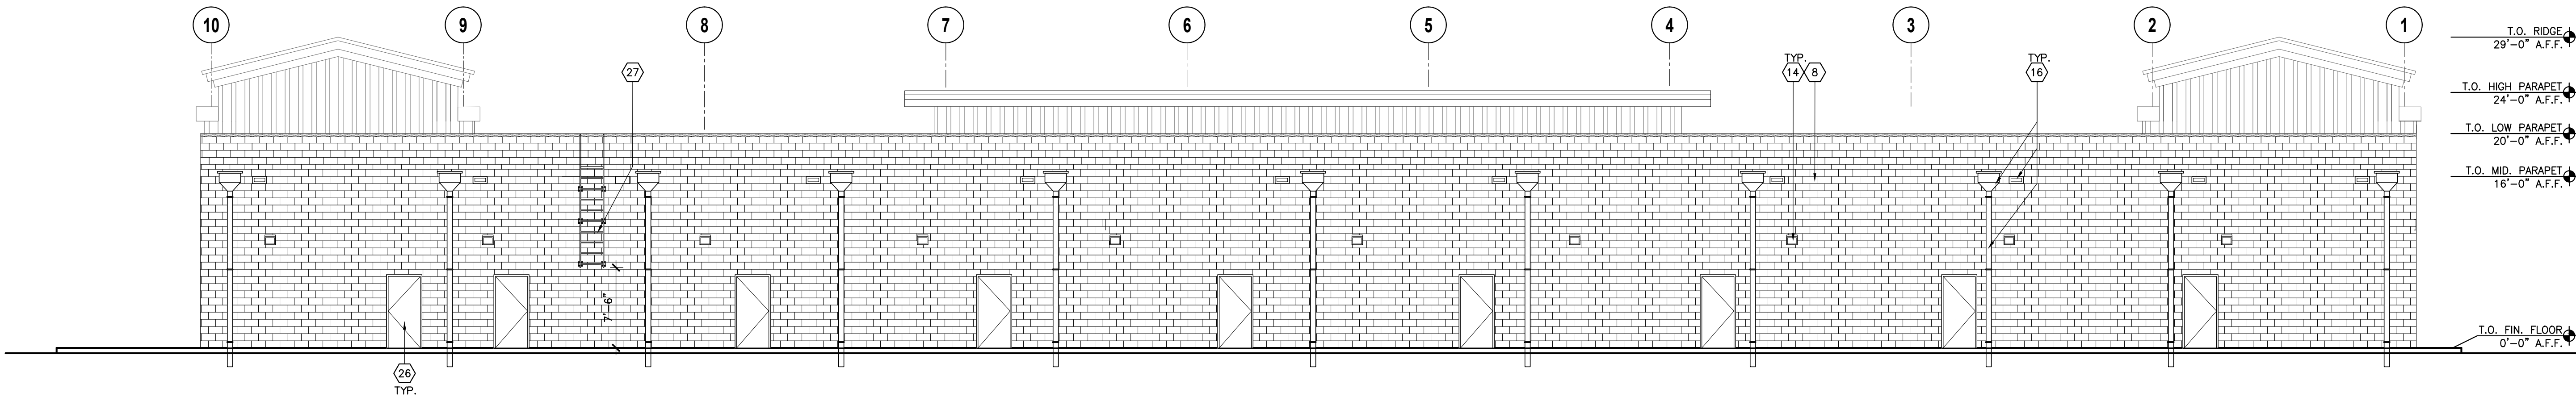 10
9
8
7
6
5
4
3
2
1
T.O. RIDGE
29'-0" A.F.F.
27
TYP.
14 8
TYP.
16
T.O. HIGH PARAPET
24'-0" A.F.F.
T.O. LOW PARAPET
20'-0" A.F.F.
T.O. MID. PARAPET
16'-0" A.F.F.
7'-6"
T.O. FIN. FLOOR
0'-0" A.F.F.
26
TYP.